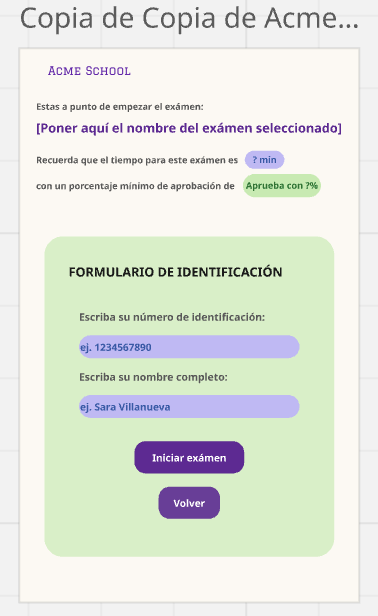 Copia de Copia de Acme...
Acme School
Estas a punto de empezar el exámen:
[Poner aquí el nombre del exámen seleccionado]
Recuerda que el tiempo para este exámen es ? min
con un porcentaje mínimo de aprobación de Aprueba con ?%
FORMULARIO DE IDENTIFICACIÓN
Escriba su número de identificación:
ej. 1234567890
Escriba su nombre completo:
ej. Sara Villanueva
Iniciar exámen
Volver